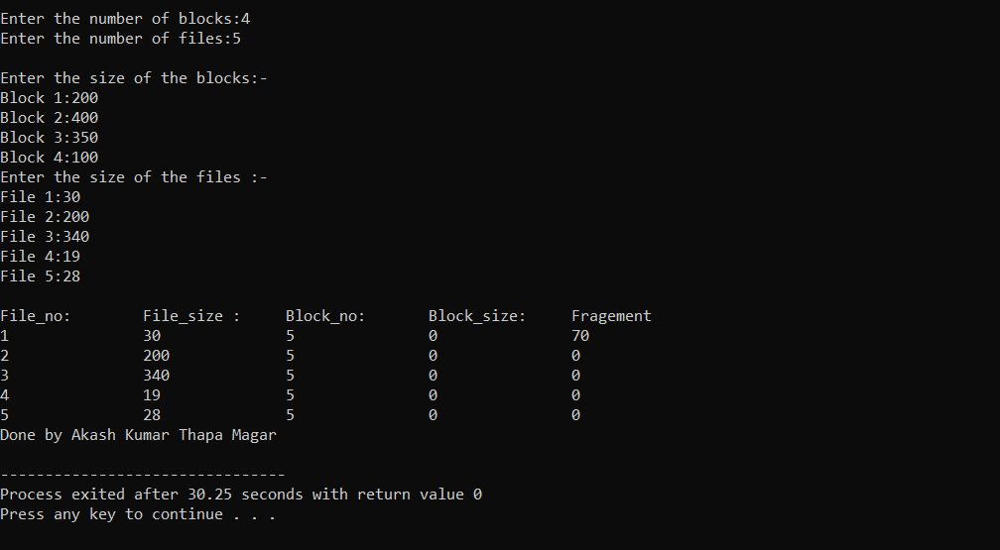 Enter the number of blocks:4
Enter the number of files:5
Enter the size of the blocks:-
Block 1:200
Block 2:400
Block 3:350
Block 4:100
Enter the size of the files :-
File 1:30
File 2:200
File 3:340
File 4:19
File 5:28
File_no:        File_size :     Block_no:       Block_size:     Fragement
1               30              5               0               70
2               200             5               0               0
3               340             5               0               0
4               19              5               0               0
5               28              5               0               0
Done by Akash Kumar Thapa Magar
--------------------------------
Process exited after 30.25 seconds with return value 0
Press any key to continue . . .